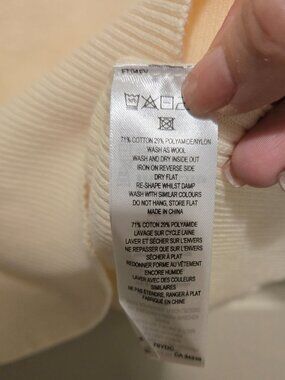 71% COTTON 29% POLYAMIDE/NYLON
WASH AS WOOL
WASH AND DRY INSIDE OUT
IRON ON REVERSE SIDE
DRY FLAT
RE-SHAPE WHILST DAMP
WASH WITH SIMILAR COLOURS
DO NOT HANG, STORE FLAT
MADE IN CHINA
71% COTON 29% POLYAMIDE
LAVAGE SUR CYCLE LAINE
LAVER ET SÉCHER SUR L'ENVERS
NE REPASSER QUE SUR L'ENVERS
SÉCHER À PLAT
REDONNER FORME AU VÊTEMENT
ENCORE HUMIDE
LAVER AVEC DES COULEURS
SIMILAIRES
NE PAS ÉTENDRE, RANGER À PLAT
FABRIQUÉ EN CHINE